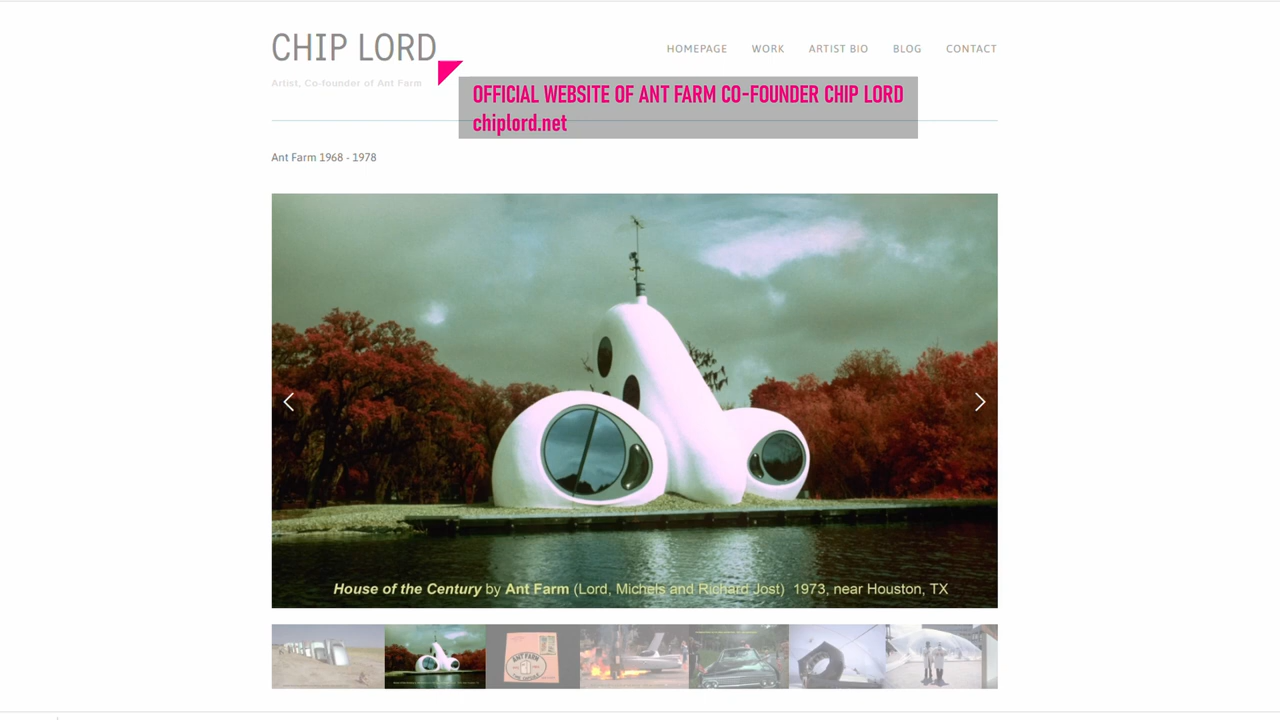 CHIP LORD
HOMEPAGE WORK ARTIST BIO BLOG CONTACT
Artist, Co-founder of Ant Farm
OFFICIAL WEBSITE OF ANT FARM CO-FOUNDER CHIP LORD
chiplord.net
Ant Farm 1968 - 1978
House of the Century by Ant Farm (Lord, Michels and Richard Jost) 1973, near Houston, TX
ANT FARM